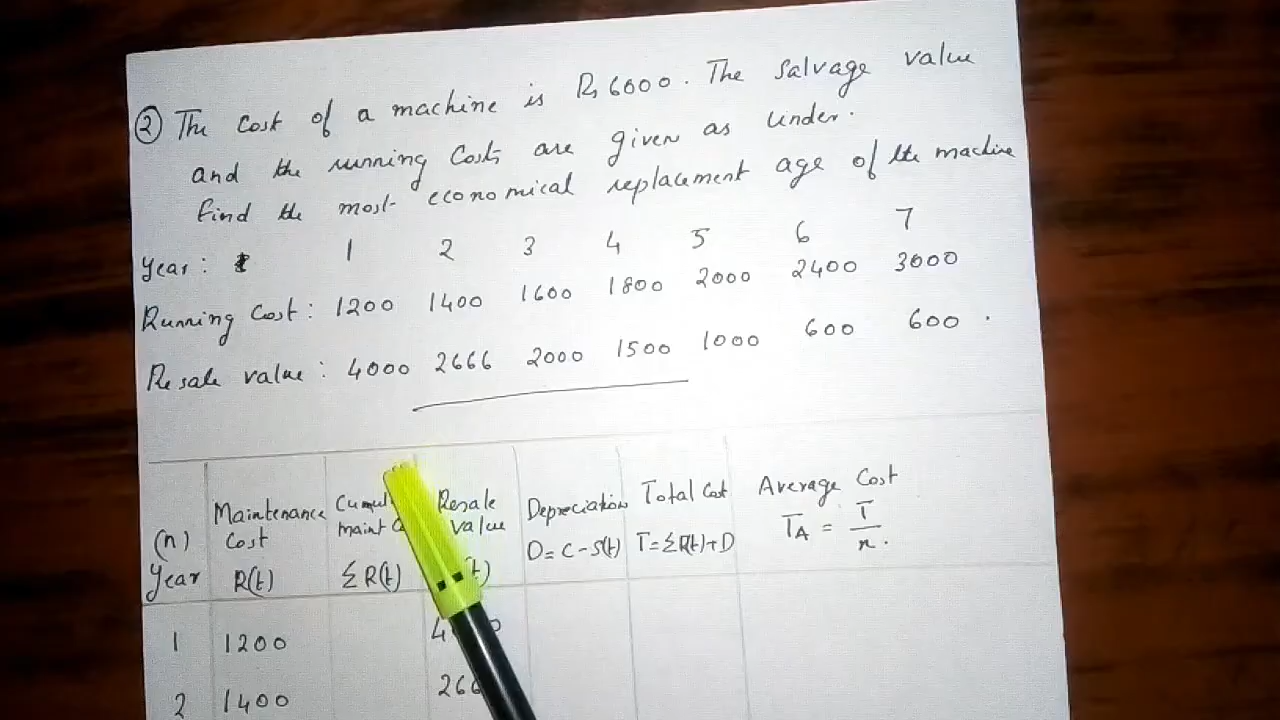 ② The Cost of a machine is Rs 6000. The Salvage value
and the running Costs are given as under.
Find the most economical replacement age of the machine
Year: 1 2 3 4 5 6 7
Running Cost: 1200 1400 1600 1800 2000 2400 3000
Resale value: 4000 2666 2000 1500 1000 600 600.
(n) Year
Maintenance Cost R(t)
maint ΣR(t)
Resale value
Depreciation D = C - S(t)
Total Cost T = ΣR(t)+D
Average Cost T_A = T/n.
1 1200
2 1400